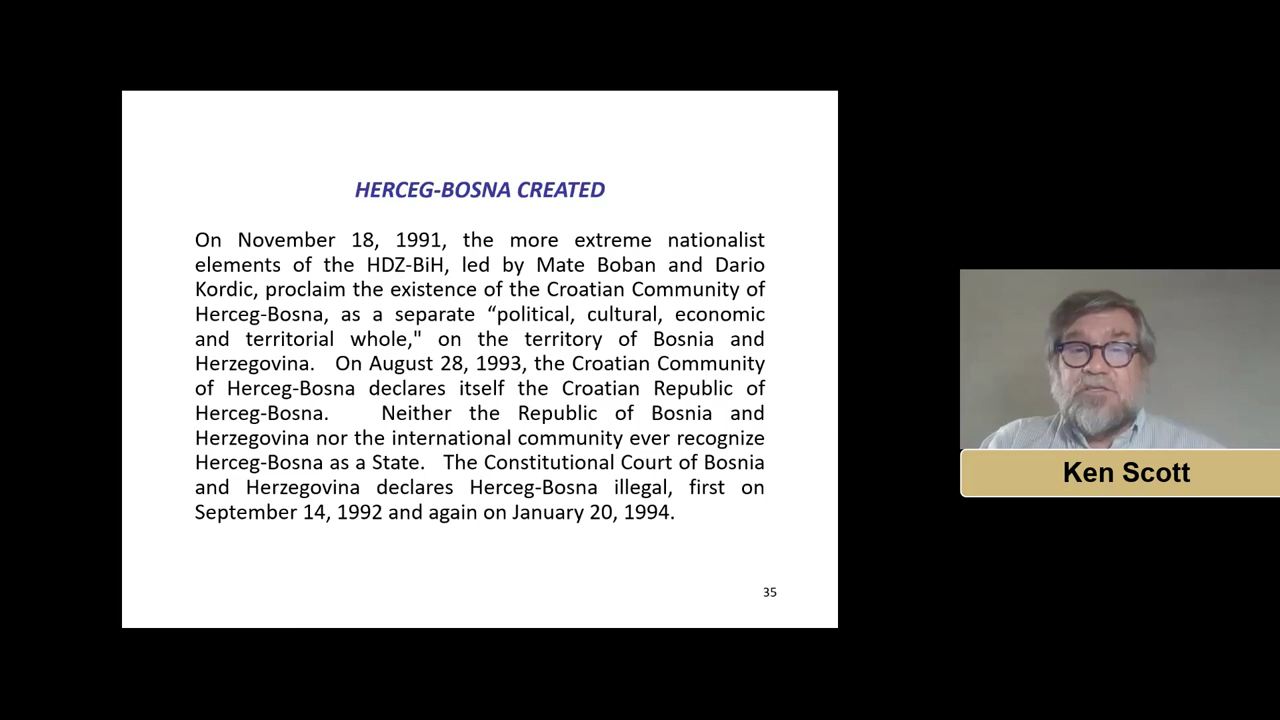 HERCEG-BOSNA CREATED
On November 18, 1991, the more extreme nationalist
elements of the HDZ-BiH, led by Mate Boban and Dario
Kordic, proclaim the existence of the Croatian Community of
Herceg-Bosna, as a separate “political, cultural, economic
and territorial whole," on the territory of Bosnia and
Herzegovina. On August 28, 1993, the Croatian Community
of Herceg-Bosna declares itself the Croatian Republic of
Herceg-Bosna. Neither the Republic of Bosnia and
Herzegovina nor the international community ever recognize
Herceg-Bosna as a State. The Constitutional Court of Bosnia
and Herzegovina declares Herceg-Bosna illegal, first on
September 14, 1992 and again on January 20, 1994.
35
Ken Scott